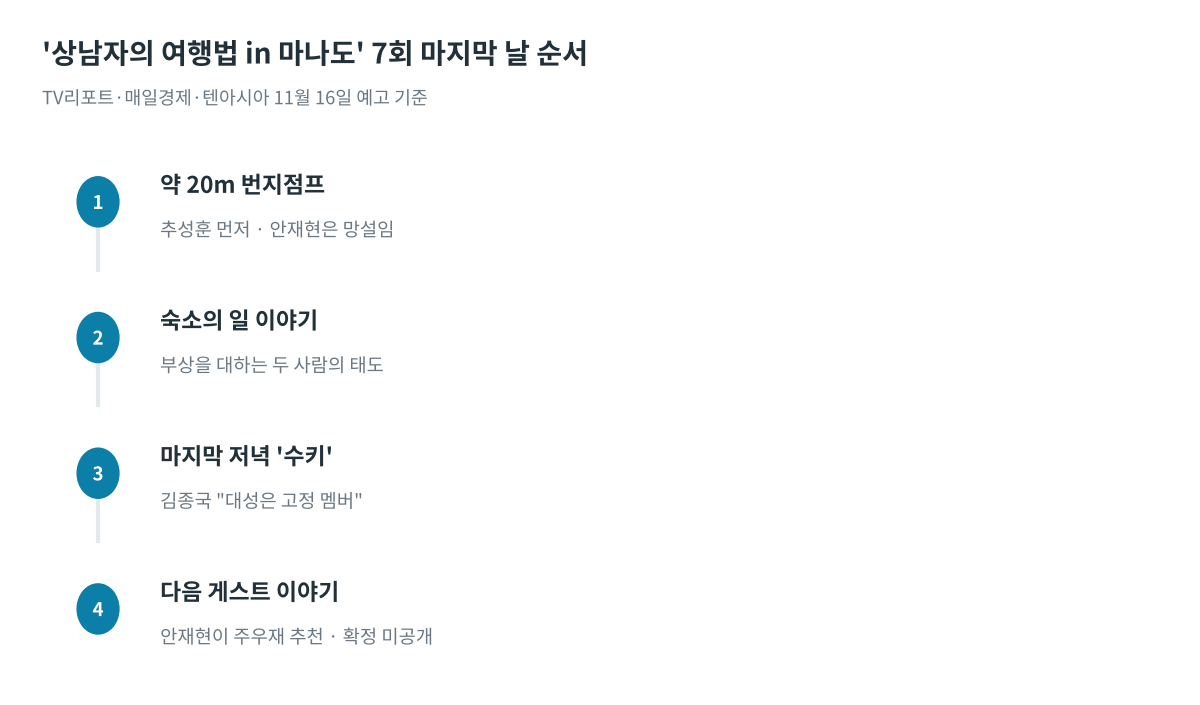 '상남자의 여행법 in 마나도' 7회 마지막 날 순서
TV리포트·매일경제·텐아시아 11월 16일 예고 기준
1
약 20m 번지점프
추성훈 먼저 · 안재현은 망설임
2
숙소의 일 이야기
부상을 대하는 두 사람의 태도
3
마지막 저녁 '수키'
김종국 "대성은 고정 멤버"
4
다음 게스트 이야기
안재현이 주우재 추천 · 확정 미공개